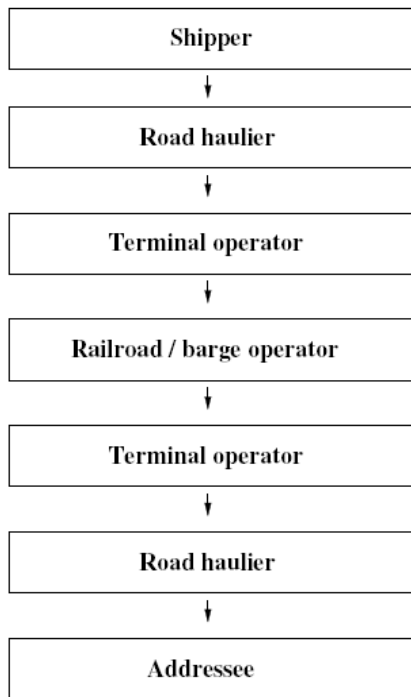 Shipper
Road haulier
Terminal operator
Railroad / barge operator
Terminal operator
Road haulier
Addressee